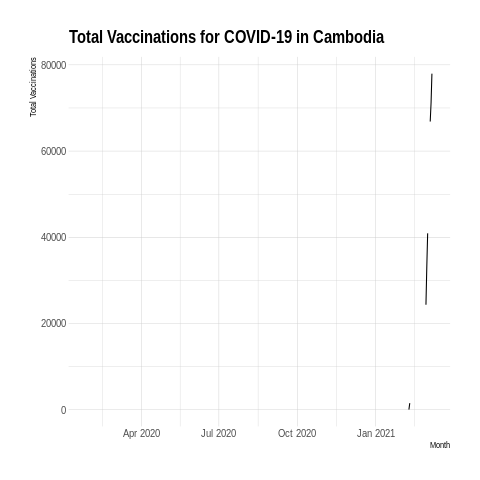 Total Vaccinations for COVID-19 in Cambodia
Total Vaccinations
80000
60000
40000
20000
0
Apr 2020 Jul 2020 Oct 2020 Jan 2021
Month